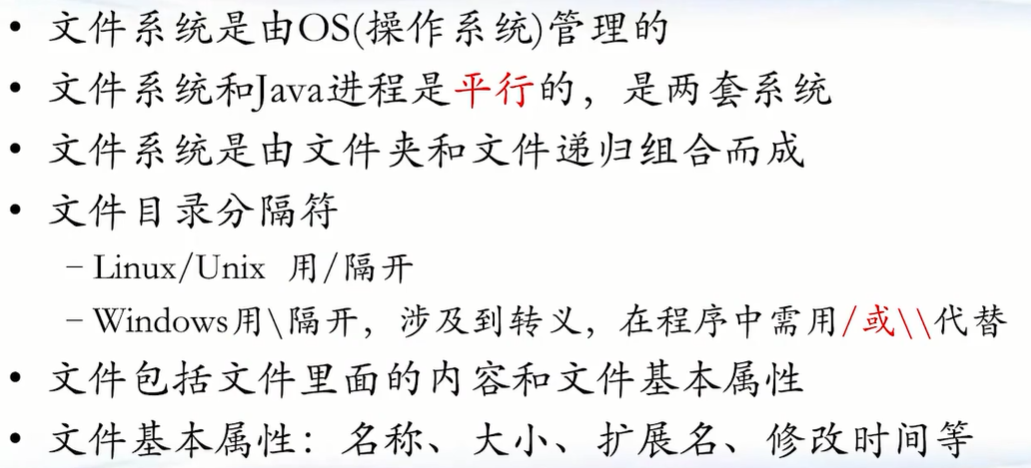 • 文件系统是由OS(操作系统)管理的
• 文件系统和Java进程是平行的，是两套系统
• 文件系统是由文件夹和文件递归组合而成
• 文件目录分隔符
– Linux/Unix 用/隔开
– Windows用\隔开，涉及到转义，在程序中需用/或\\代替
• 文件包括文件里面的内容和文件基本属性
• 文件基本属性：名称、大小、扩展名、修改时间等